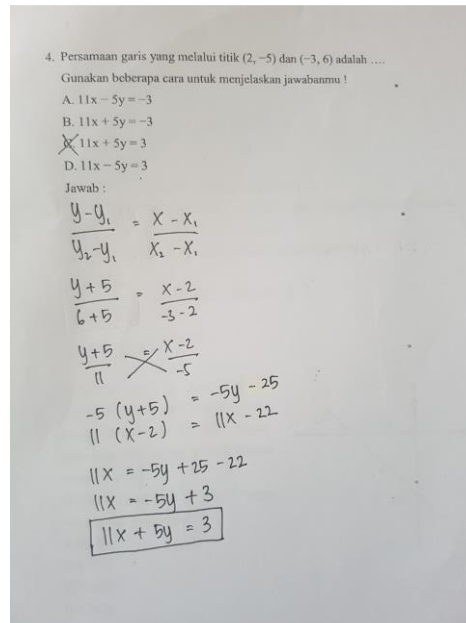 4. Persamaan garis yang melalui titik (2, −5) dan (−3, 6) adalah ….
Gunakan beberapa cara untuk menjelaskan jawabanmu !
A. 11x − 5y = −3
B. 11x + 5y = −3
C. 11x + 5y = 3
D. 11x − 5y = 3
Jawab :
y-y₁ / y₂-y₁ = x - x₁ / x₂ - x₁
y+5 / 6+5 = x-2 / -3-2
y+5 / 11 = x-2 / -5
-5 (y+5) = -5y - 25
11 (x-2) = 11x - 22
11x = -5y + 25 - 22
11x = -5y + 3
11x + 5y = 3